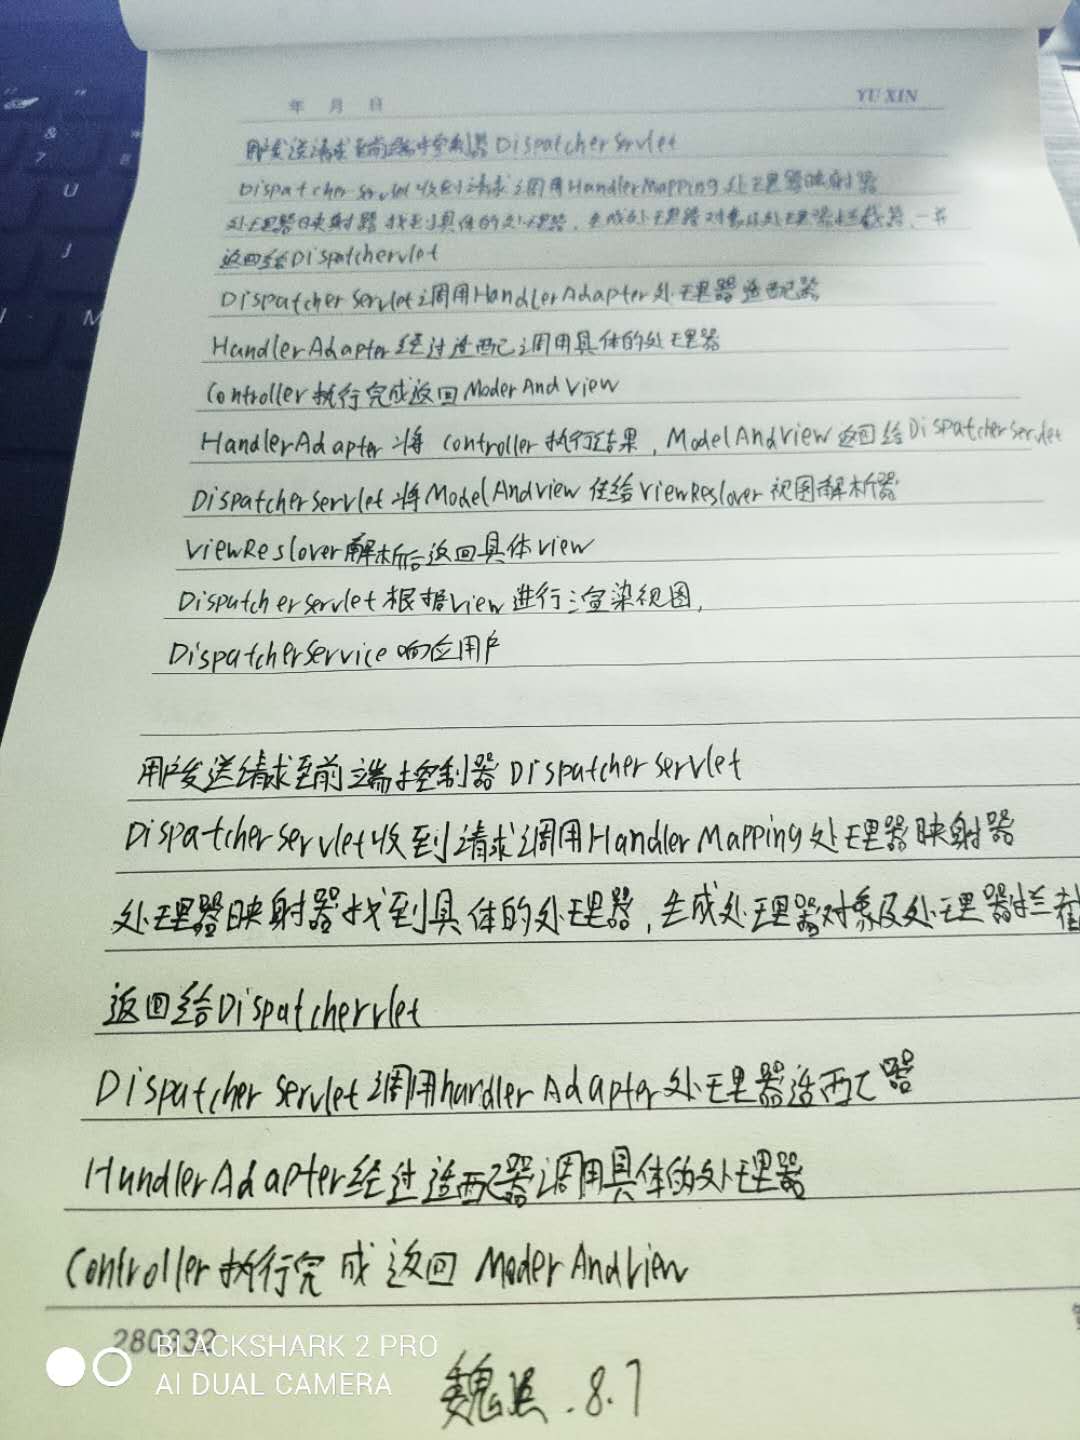 年 月 日 YU XIN
用户发送请求至前端控制器DispatcherServlet
DispatcherServlet收到请求调用HandlerMapping处理器映射器
处理器映射器找到具体的处理器，生成处理器对象及处理器拦截器，一并
返回给DispatcherVlet
Dispatcher Servlet调用HandlerAdapter处理器适配器
HandlerAdapter经过适配调用具体的处理器
Controller执行完成返回ModerAndView
HandlerAdapter将controller执行结果，ModelAndView返回给DispatcherServlet
DispatcherServlet将ModelAndView传给ViewReslover视图解析器
ViewReslover解析后返回具体View
DispatcherServlet根据View进行渲染视图，
DispatcherService响应用户
用户发送请求至前端控制器DispatcherServlet
DispatcherServlet收到请求调用HandlerMapping处理器映射器
处理器映射器找到具体的处理器，生成处理器对象及处理器拦截
返回给Dispatchervlet
Dispatcher Servlet调用handlerAdapter处理器适配器
HandlerAdapter经过适配器调用具体的处理器
Controller执行完成返回 ModerAndView
280332
BLACKSHARK 2 PRO
AI DUAL CAMERA
魏 .8.7